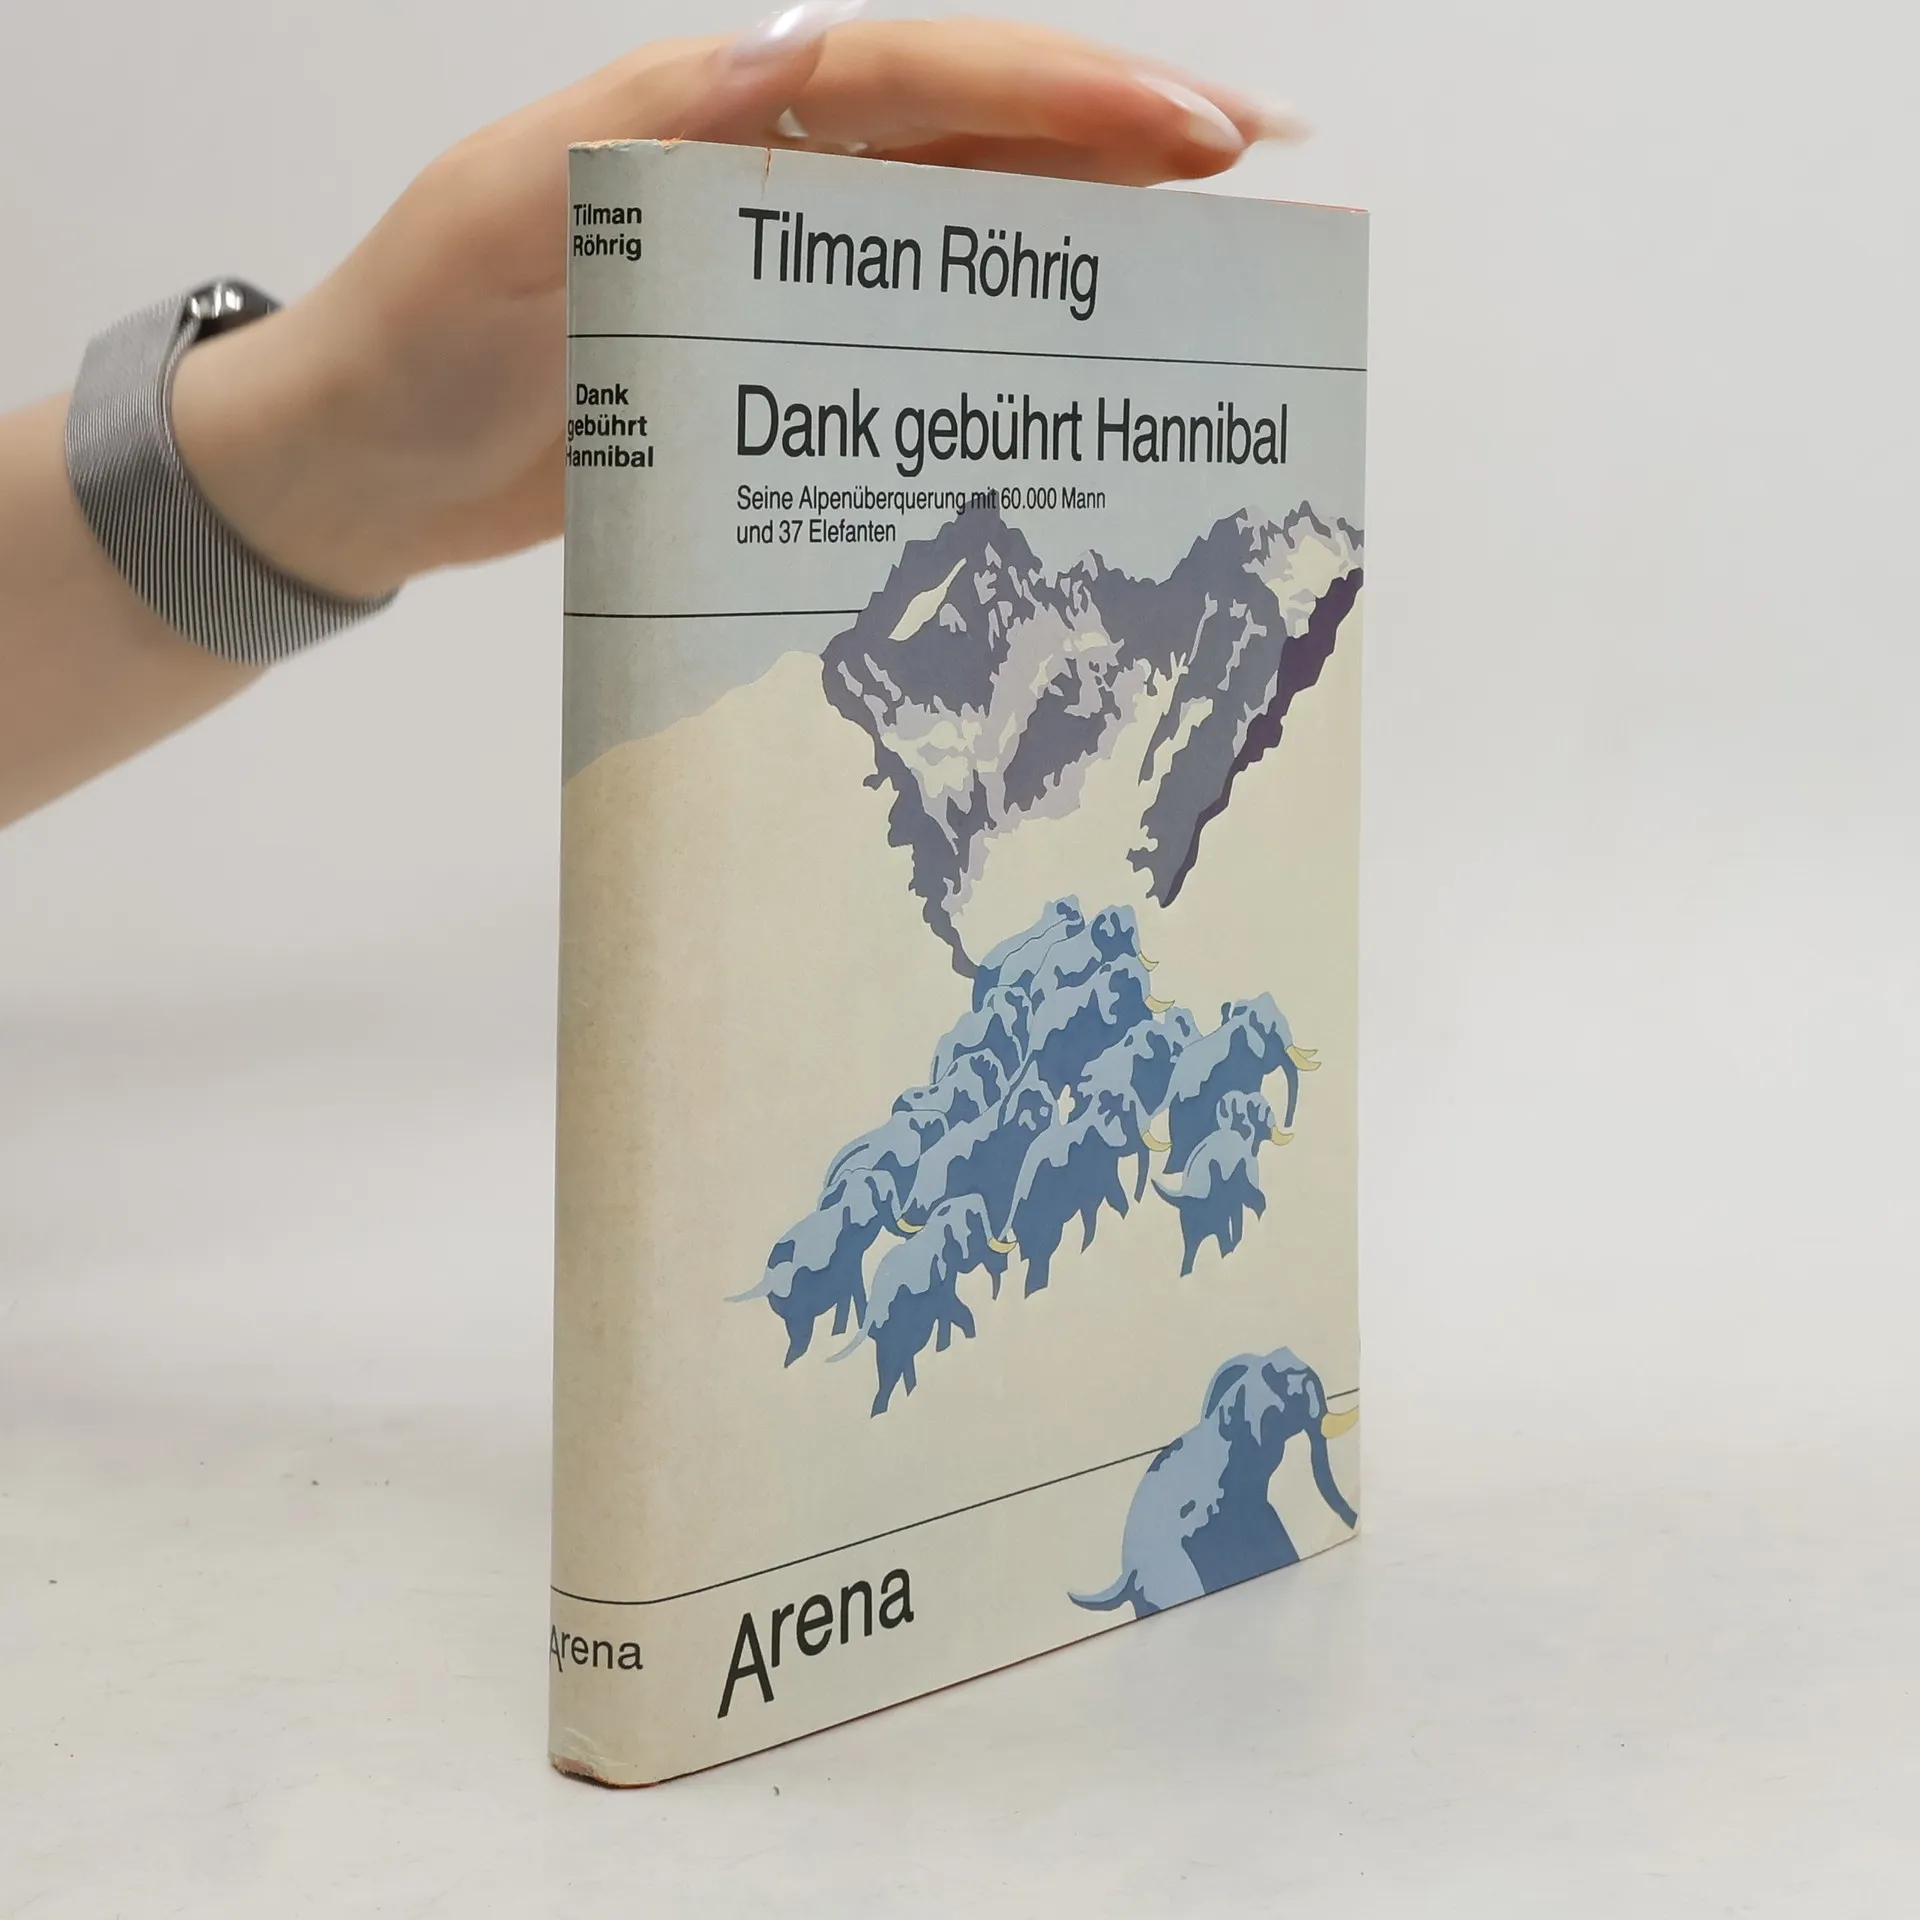 Tilman
Röhrig
Dank
gebührt
Hannibal
Arena
Tilman Röhrig
Dank gebührt Hannibal
Seine Alpenüberquerung mit 60.000 Mann
und 37 Elefanten
Arena